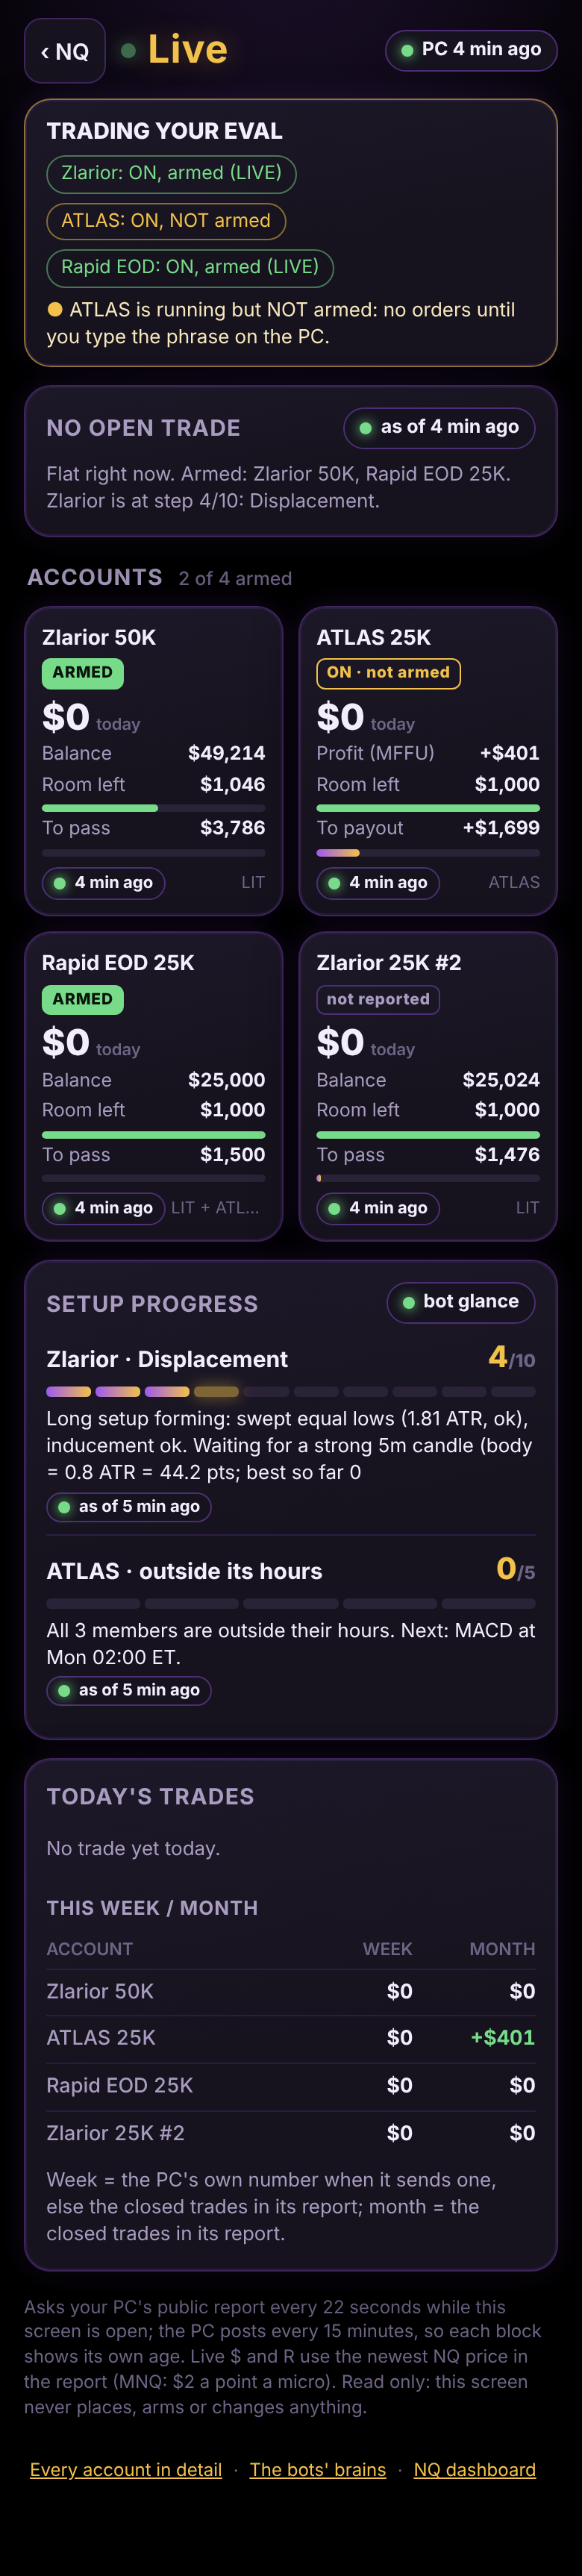 ‹ NQ
Live
PC 4 min ago
TRADING YOUR EVAL
Zlarior: ON, armed (LIVE)
ATLAS: ON, NOT armed
Rapid EOD: ON, armed (LIVE)
ATLAS is running but NOT armed: no orders until
you type the phrase on the PC.
NO OPEN TRADE
as of 4 min ago
Flat right now. Armed: Zlarior 50K, Rapid EOD 25K.
Zlarior is at step 4/10: Displacement.
ACCOUNTS 2 of 4 armed
Zlarior 50K
ARMED
$0 today
Balance $49,214
Room left $1,046
To pass $3,786
4 min ago LIT
ATLAS 25K
ON · not armed
$0 today
Profit (MFFU) +$401
Room left $1,000
To payout +$1,699
4 min ago ATLAS
Rapid EOD 25K
ARMED
$0 today
Balance $25,000
Room left $1,000
To pass $1,500
4 min ago LIT + ATL...
Zlarior 25K #2
not reported
$0 today
Balance $25,024
Room left $1,000
To pass $1,476
4 min ago LIT
SETUP PROGRESS
bot glance
Zlarior · Displacement 4/10
Long setup forming: swept equal lows (1.81 ATR, ok),
inducement ok. Waiting for a strong 5m candle (body
= 0.8 ATR = 44.2 pts; best so far 0
as of 5 min ago
ATLAS · outside its hours 0/5
All 3 members are outside their hours. Next: MACD at
Mon 02:00 ET.
as of 5 min ago
TODAY'S TRADES
No trade yet today.
THIS WEEK / MONTH
ACCOUNT WEEK MONTH
Zlarior 50K $0 $0
ATLAS 25K $0 +$401
Rapid EOD 25K $0 $0
Zlarior 25K #2 $0 $0
Week = the PC's own number when it sends one,
else the closed trades in its report; month = the
closed trades in its report.
Asks your PC's public report every 22 seconds while this
screen is open; the PC posts every 15 minutes, so each block
shows its own age. Live $ and R use the newest NQ price in
the report (MNQ: $2 a point a micro). Read only: this screen
never places, arms or changes anything.
Every account in detail · The bots' brains · NQ dashboard